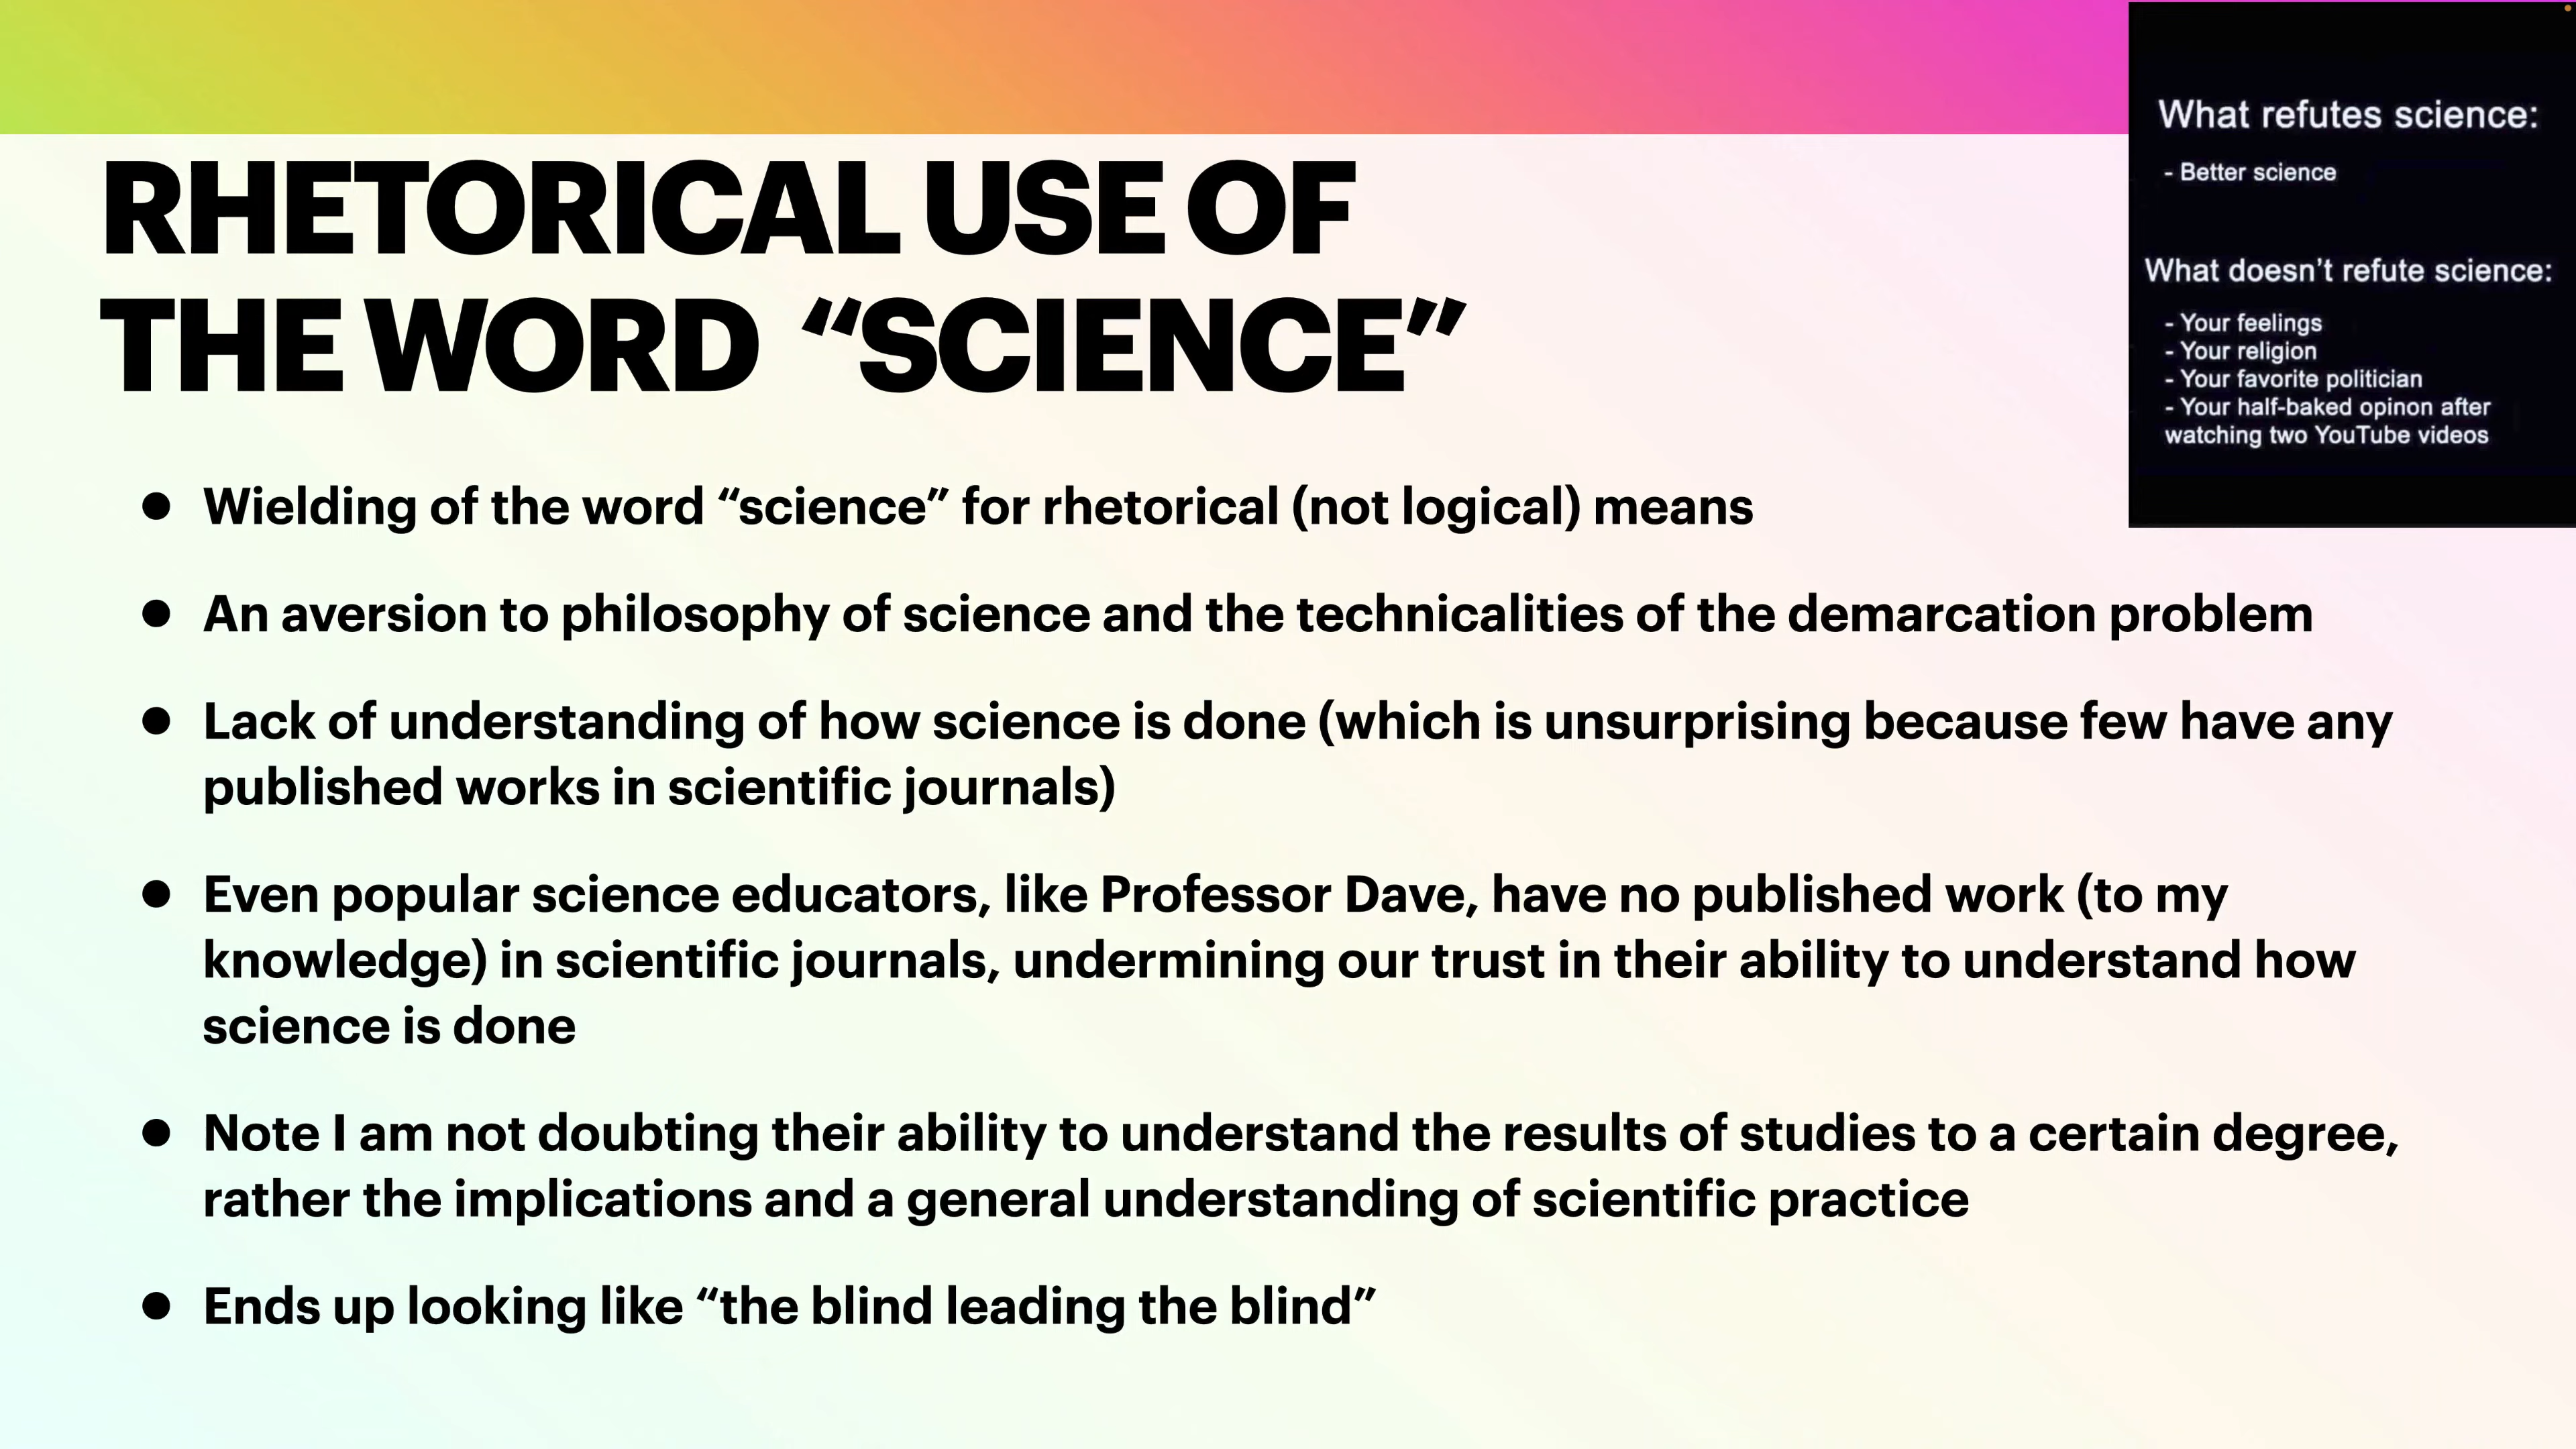 RHETORICAL USE OF
THE WORD “SCIENCE”
● Wielding of the word “science” for rhetorical (not logical) means
● An aversion to philosophy of science and the technicalities of the demarcation problem
● Lack of understanding of how science is done (which is unsurprising because few have any
published works in scientific journals)
● Even popular science educators, like Professor Dave, have no published work (to my
knowledge) in scientific journals, undermining our trust in their ability to understand how
science is done
● Note I am not doubting their ability to understand the results of studies to a certain degree,
rather the implications and a general understanding of scientific practice
● Ends up looking like “the blind leading the blind”
What refutes science:
- Better science
What doesn’t refute science:
- Your feelings
- Your religion
- Your favorite politician
- Your half-baked opinon after
watching two YouTube videos